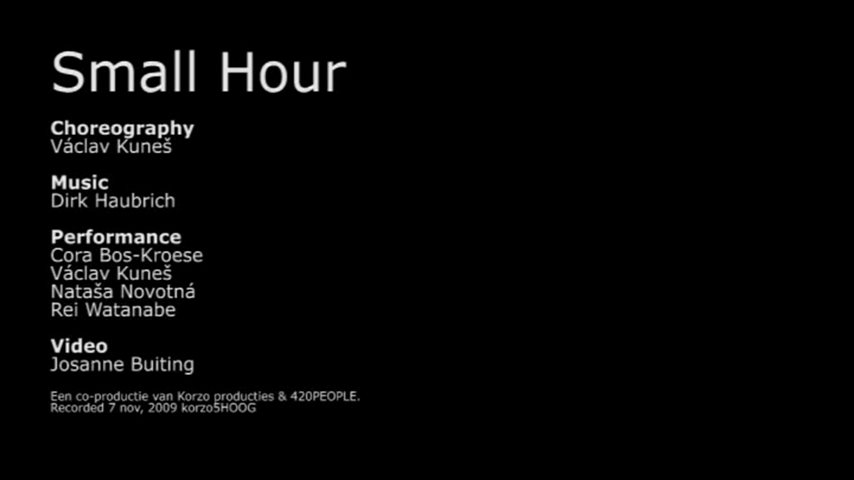 Small Hour
Choreography
Václav Kuneš
Music
Dirk Haubrich
Performance
Cora Bos-Kroese
Václav Kuneš
Nataša Novotná
Rei Watanabe
Video
Josanne Buiting
Een co-productie van Korzo producties & 420PEOPLE.
Recorded 7 nov, 2009 korzo5HOOG